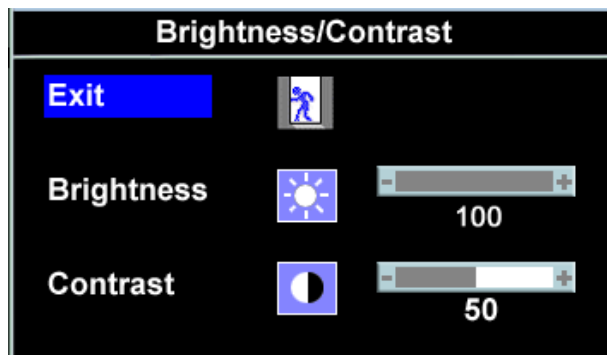 Brightness/Contrast
Exit
Brightness
- +
100
Contrast
- +
50